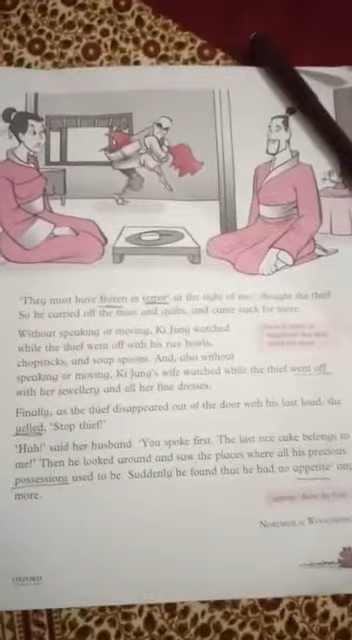 'They must have frozen in terror at the sight of me,' thought the thief.
So he carried off the mats and quilts, and came back for more.
Without speaking or moving, Ki Jung watched
while the thief went off with his rice bowls,
chopsticks, and soup spoons. And, also without
speaking or moving, Ki Jung's wife watched while the thief went off
with her jewellery and all her fine dresses.
Finally, as the thief disappeared out of the door with his last load, she
yelled, 'Stop thief!'
'Hah!' said her husband. 'You spoke first. The last rice cake belongs to
me!' Then he looked around and saw the places where all his precious
possessions used to be. Suddenly he found that he had no appetite any
more.
OXFORD